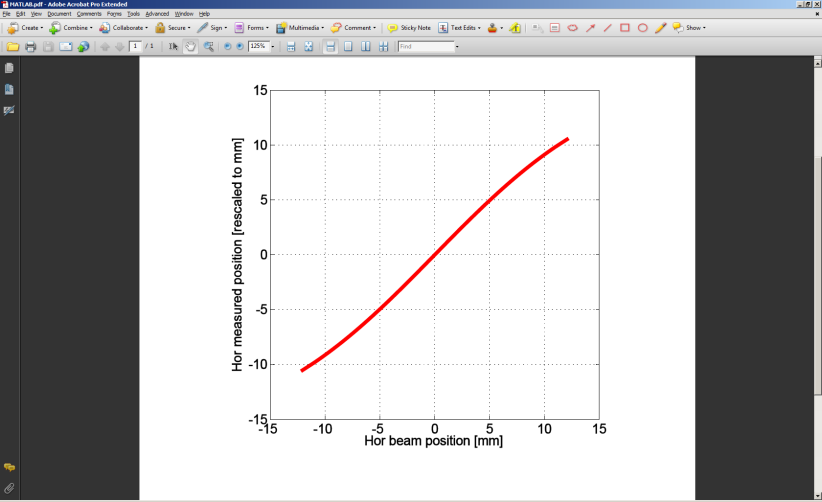 MATLAB.pdf - Adobe Acrobat Pro Extended
File Edit View Document Comments Forms Tools Advanced Window Help
Create Combine Collaborate Secure Sign Forms Multimedia Comment Sticky Note Text Edits Show
1 / 1 125% Find
15
10
5
0
-5
-10
-15
Hor measured position [rescaled to mm]
-15 -10 -5 0 5 10 15
Hor beam position [mm]